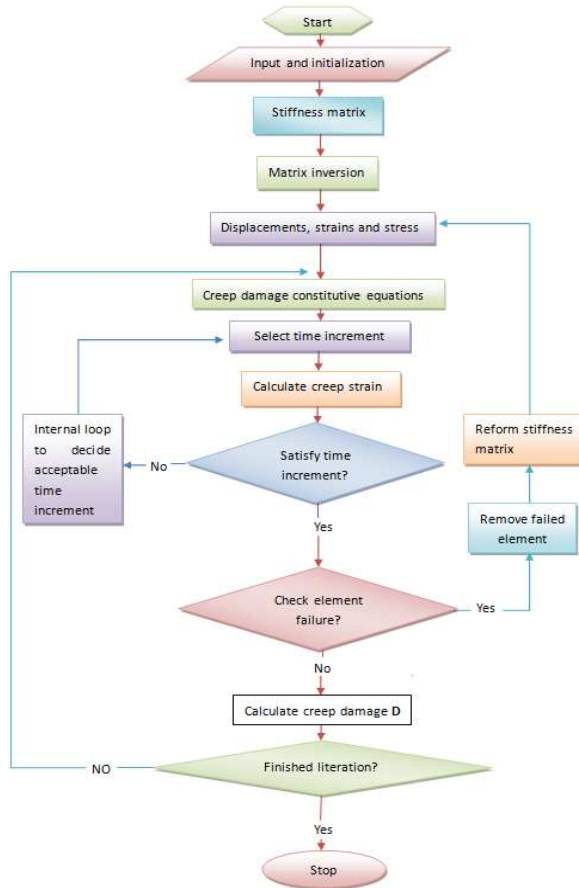 Start
Input and initialization
Stiffness matrix
Matrix inversion
Displacements, strains and stress
Creep damage constitutive equations
Select time increment
Calculate creep strain
Internal loop
to decide
acceptable
time
increment
No
Satisfy time
increment?
Reform stiffness
matrix
Remove failed
element
Yes
Check element
failure?
Yes
No
Calculate creep damage D
NO
Finished literation?
Yes
Stop